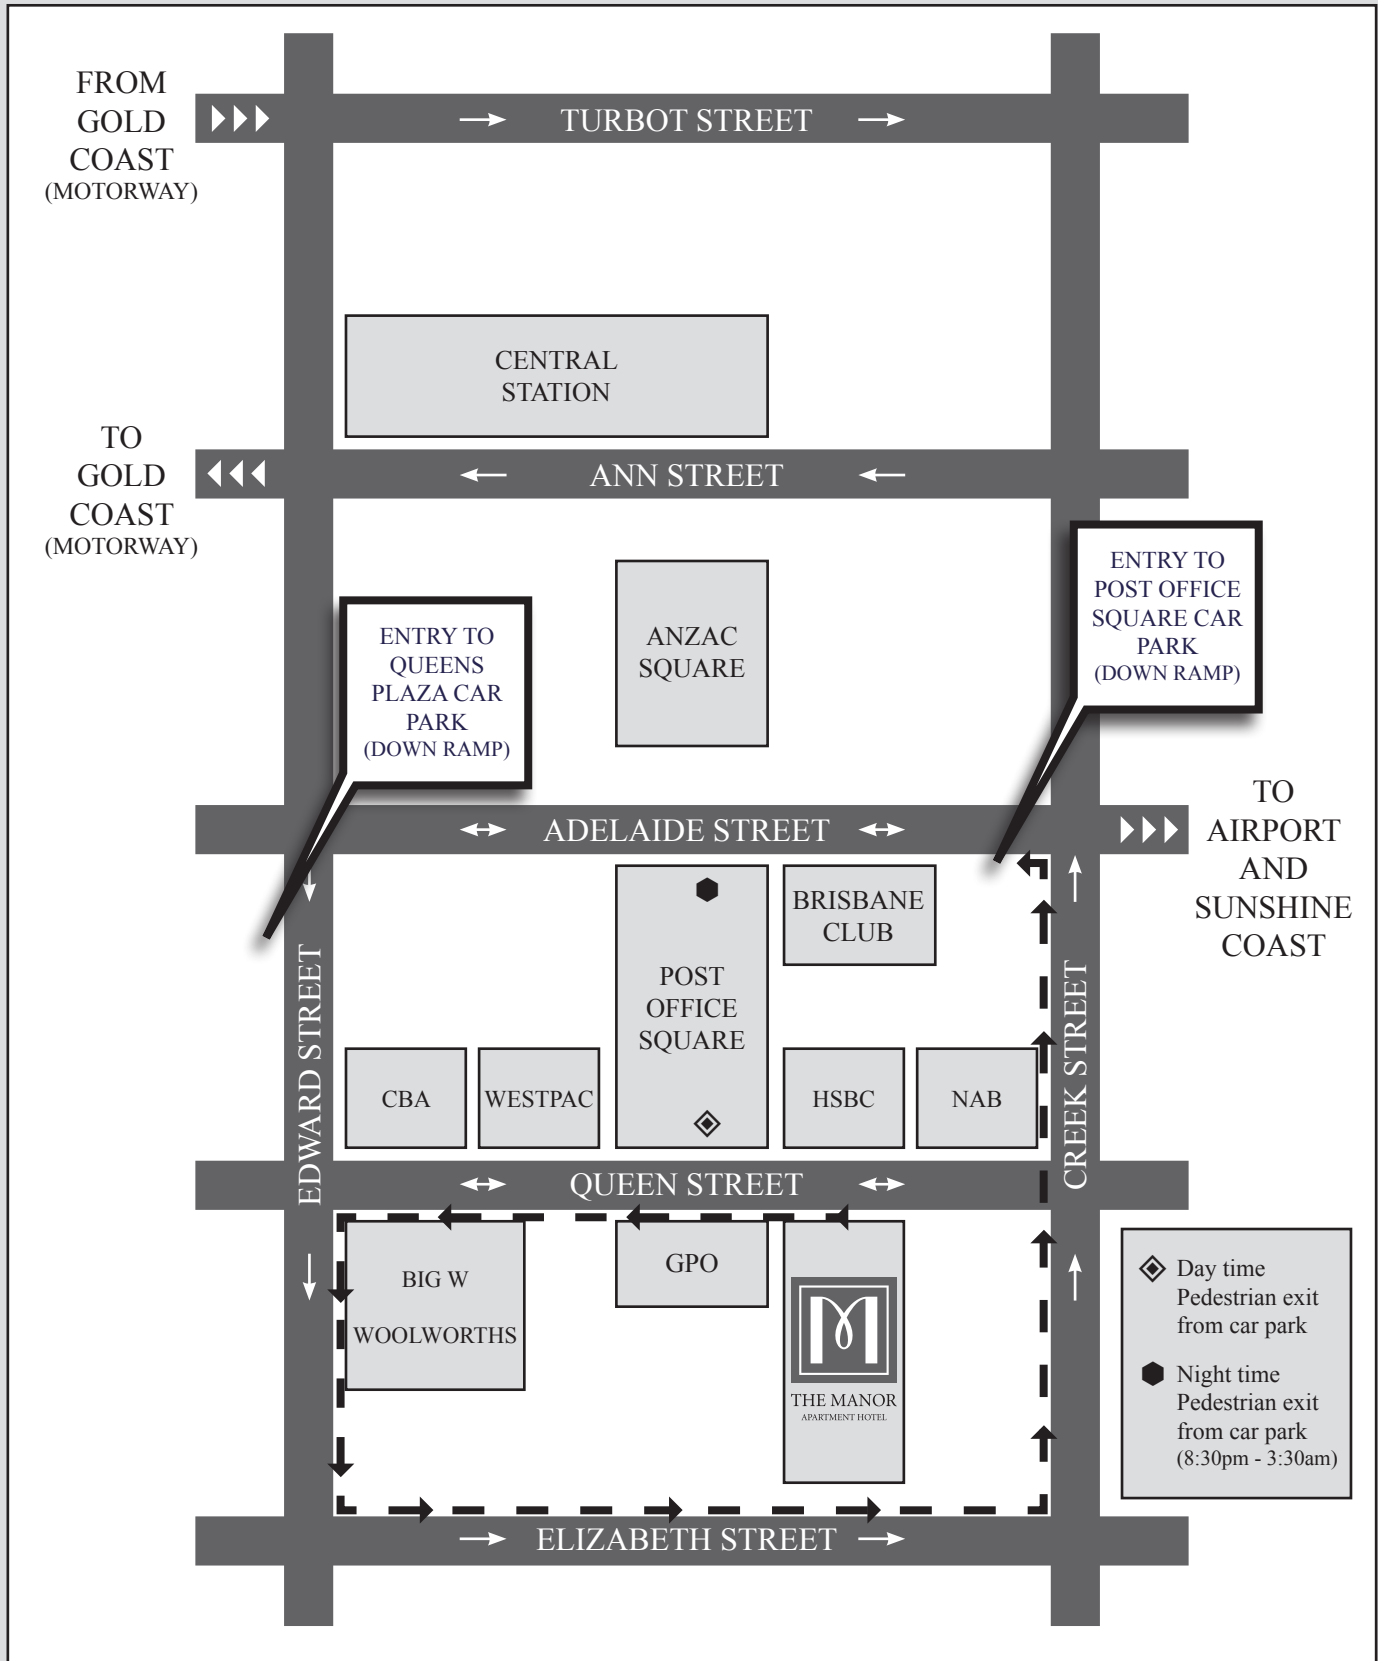 FROM
GOLD
COAST
(MOTORWAY)
TURBOT STREET
CENTRAL
STATION
TO
GOLD
COAST
(MOTORWAY)
ANN STREET
ENTRY TO
POST OFFICE
SQUARE CAR
PARK
(DOWN RAMP)
ENTRY TO
QUEENS
PLAZA CAR
PARK
(DOWN RAMP)
ANZAC
SQUARE
ADELAIDE STREET
TO
AIRPORT
AND
SUNSHINE
COAST
BRISBANE
CLUB
POST
OFFICE
SQUARE
EDWARD STREET
CREEK STREET
CBA
WESTPAC
HSBC
NAB
QUEEN STREET
BIG W
WOOLWORTHS
GPO
M
THE MANOR
APARTMENT HOTEL
Day time
Pedestrian exit
from car park
Night time
Pedestrian exit
from car park
(8:30pm - 3:30am)
ELIZABETH STREET